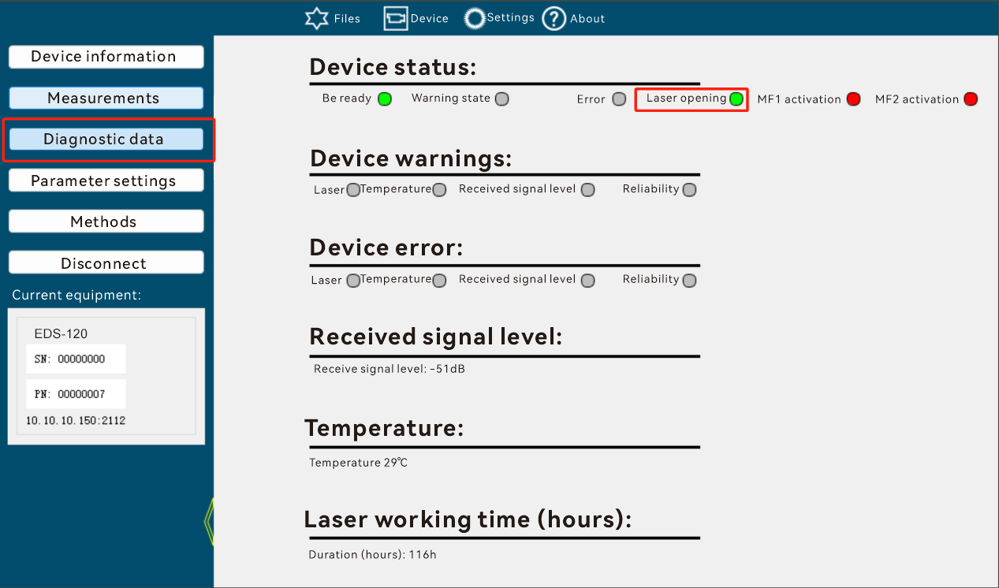 Files Device Settings ? About
Device information
Measurements
Diagnostic data
Parameter settings
Methods
Disconnect
Current equipment:
EDS-120
SN: 00000000
PN: 00000007
10.10.10.150:2112
Device status:
Be ready Warning state Error Laser opening MF1 activation MF2 activation
Device warnings:
Laser Temperature Received signal level Reliability
Device error:
Laser Temperature Received signal level Reliability
Received signal level:
Receive signal level: -51dB
Temperature:
Temperature 29℃
Laser working time (hours):
Duration (hours): 116h